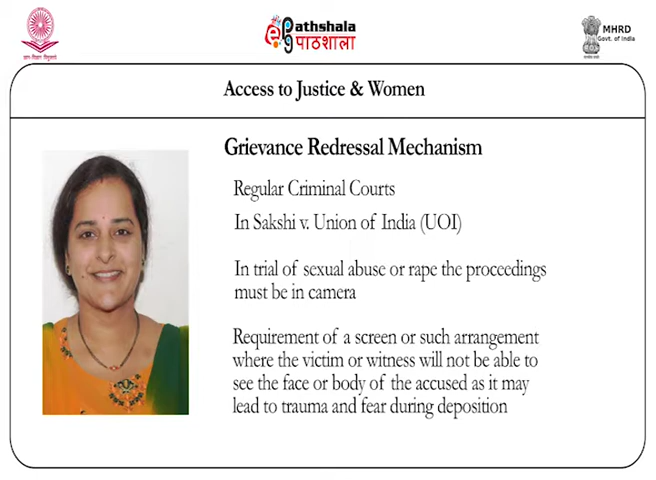 Pathshala
पाठशाला
MHRD
Govt. of India
Access to Justice & Women
Grievance Redressal Mechanism
Regular Criminal Courts
In Sakshi v. Union of India (UOI)
In trial of sexual abuse or rape the proceedings
must be in camera
Requirement of a screen or such arrangement
where the victim or witness will not be able to
see the face or body of the accused as it may
lead to trauma and fear during deposition